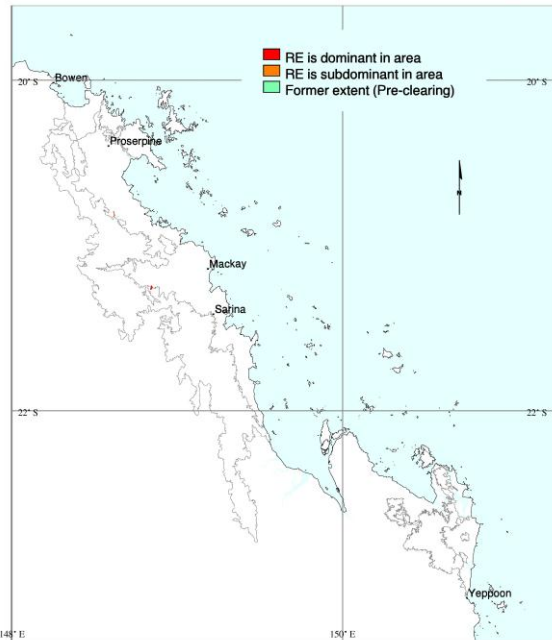 RE is dominant in area
20° S
20° S
RE is subdominant in area
Bowen
Former extent (Pre-clearing)
Proserpine
N
Mackay
Sarina
22° S
22° S
Yeppoon
148° E
150° E